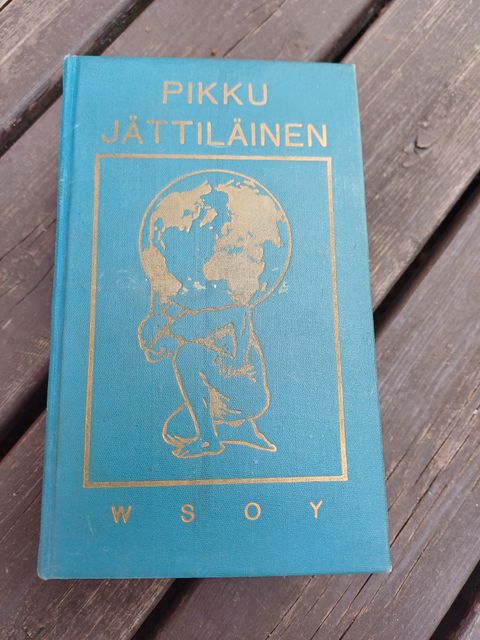 PIKKU
JÄTTILÄINEN
W S O Y